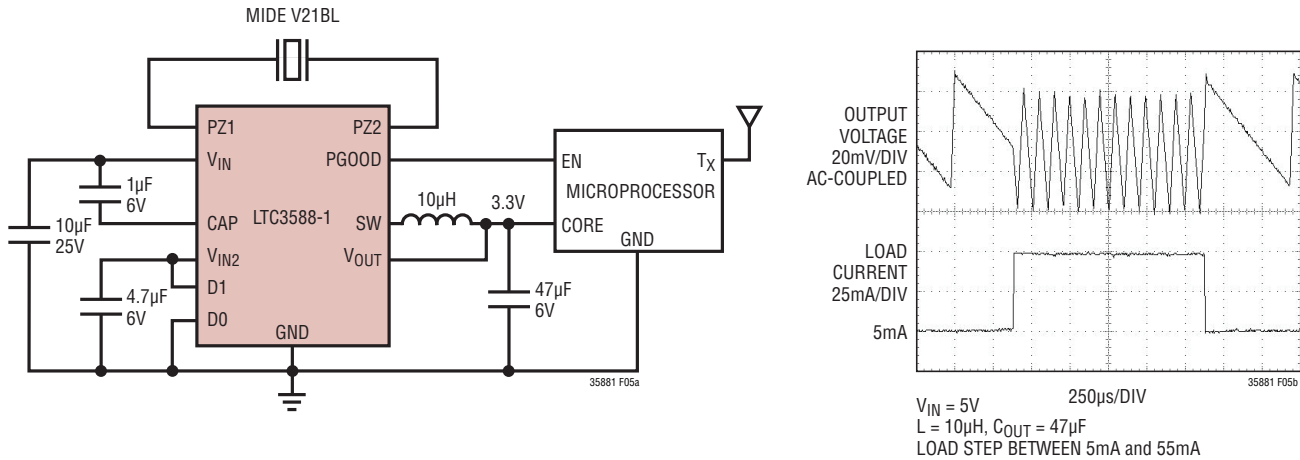 MIDE V21BL
PZ1
PZ2
VIN
PGOOD
1µF
6V
CAP
LTC3588-1
SW
10µH
3.3V
10µF
25V
VIN2
VOUT
D1
4.7µF
6V
D0
GND
47µF
6V
EN
TX
MICROPROCESSOR
CORE
GND
35881 F05a
OUTPUT
VOLTAGE
20mV/DIV
AC-COUPLED
LOAD
CURRENT
25mA/DIV
5mA
250µs/DIV
35881 F05b
VIN = 5V
L = 10µH, COUT = 47µF
LOAD STEP BETWEEN 5mA and 55mA